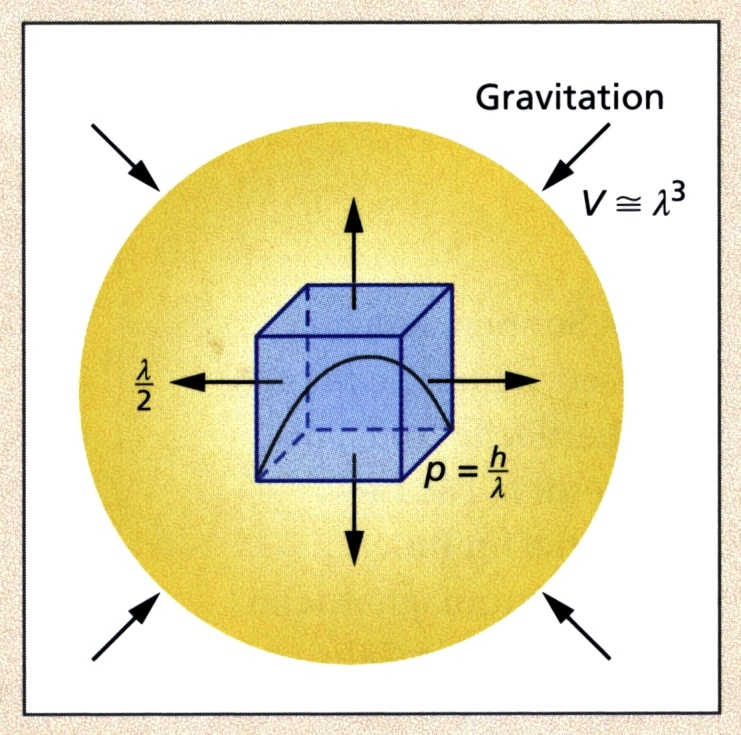 Gravitation
V ≅ λ³
λ/2
p = h/λ